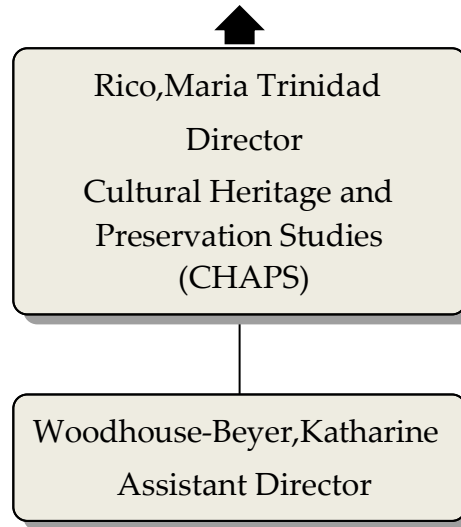 Rico,Maria Trinidad
Director
Cultural Heritage and
Preservation Studies
(CHAPS)
Woodhouse-Beyer,Katharine
Assistant Director